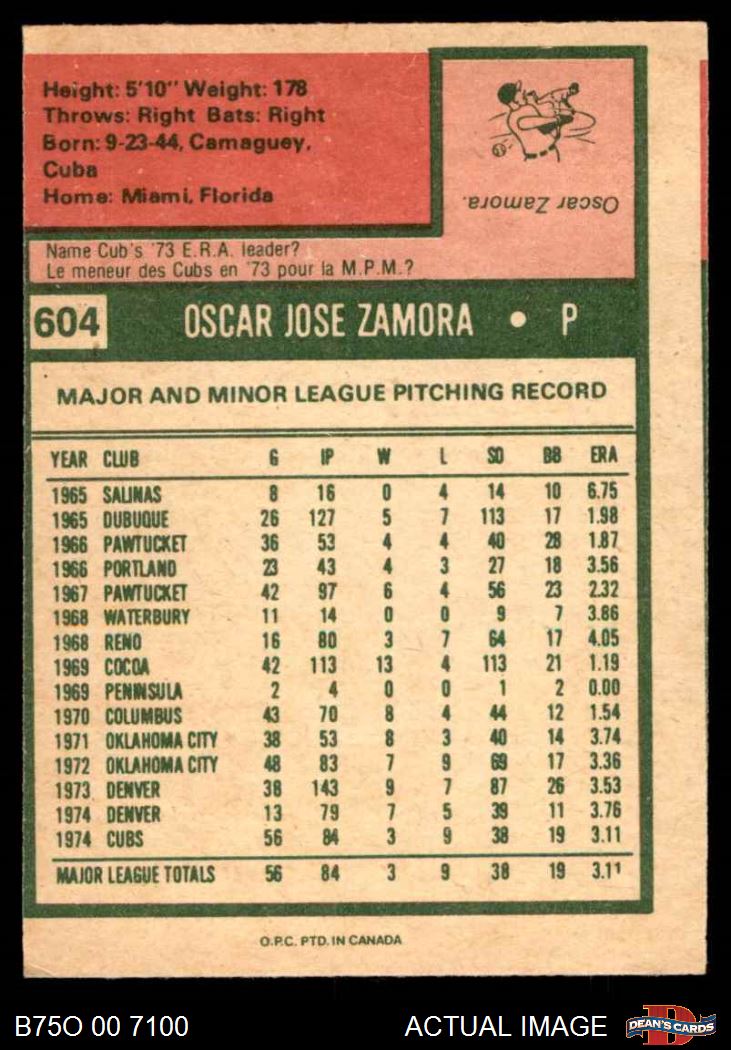 Height: 5'10" Weight: 178
Throws: Right Bats: Right
Born: 9-23-44, Camaguey,
Cuba
Home: Miami, Florida
Oscar Zamora.
Name Cub's '73 E.R.A. leader?
Le meneur des Cubs en '73 pour la M.P.M.?
604 OSCAR JOSE ZAMORA • P
MAJOR AND MINOR LEAGUE PITCHING RECORD
YEAR CLUB G IP W L SO BB ERA
1965 SALINAS 8 16 0 4 14 10 6.75
1965 DUBUQUE 26 127 5 7 113 17 1.98
1966 PAWTUCKET 36 53 4 4 40 28 1.87
1966 PORTLAND 23 43 4 3 27 18 3.56
1967 PAWTUCKET 42 97 6 4 56 23 2.32
1968 WATERBURY 11 14 0 0 9 7 3.86
1968 RENO 16 80 3 7 64 17 4.05
1969 COCOA 42 113 13 4 113 21 1.19
1969 PENINSULA 2 4 0 0 1 2 0.00
1970 COLUMBUS 43 70 8 4 44 12 1.54
1971 OKLAHOMA CITY 38 53 8 3 40 14 3.74
1972 OKLAHOMA CITY 48 83 7 9 69 17 3.36
1973 DENVER 38 143 9 7 87 26 3.53
1974 DENVER 13 79 7 5 39 11 3.76
1974 CUBS 56 84 3 9 38 19 3.11
MAJOR LEAGUE TOTALS 56 84 3 9 38 19 3.11
O.P.C. PTD. IN CANADA
B75O 00 7100 ACTUAL IMAGE D DEAN'S CARDS